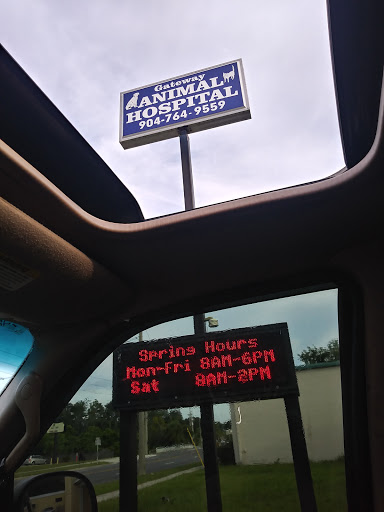 Gateway
ANIMAL
HOSPITAL
904-764-9559
Spring Hours
Mon-Fri 8AM-6PM
Sat 8AM-2PM